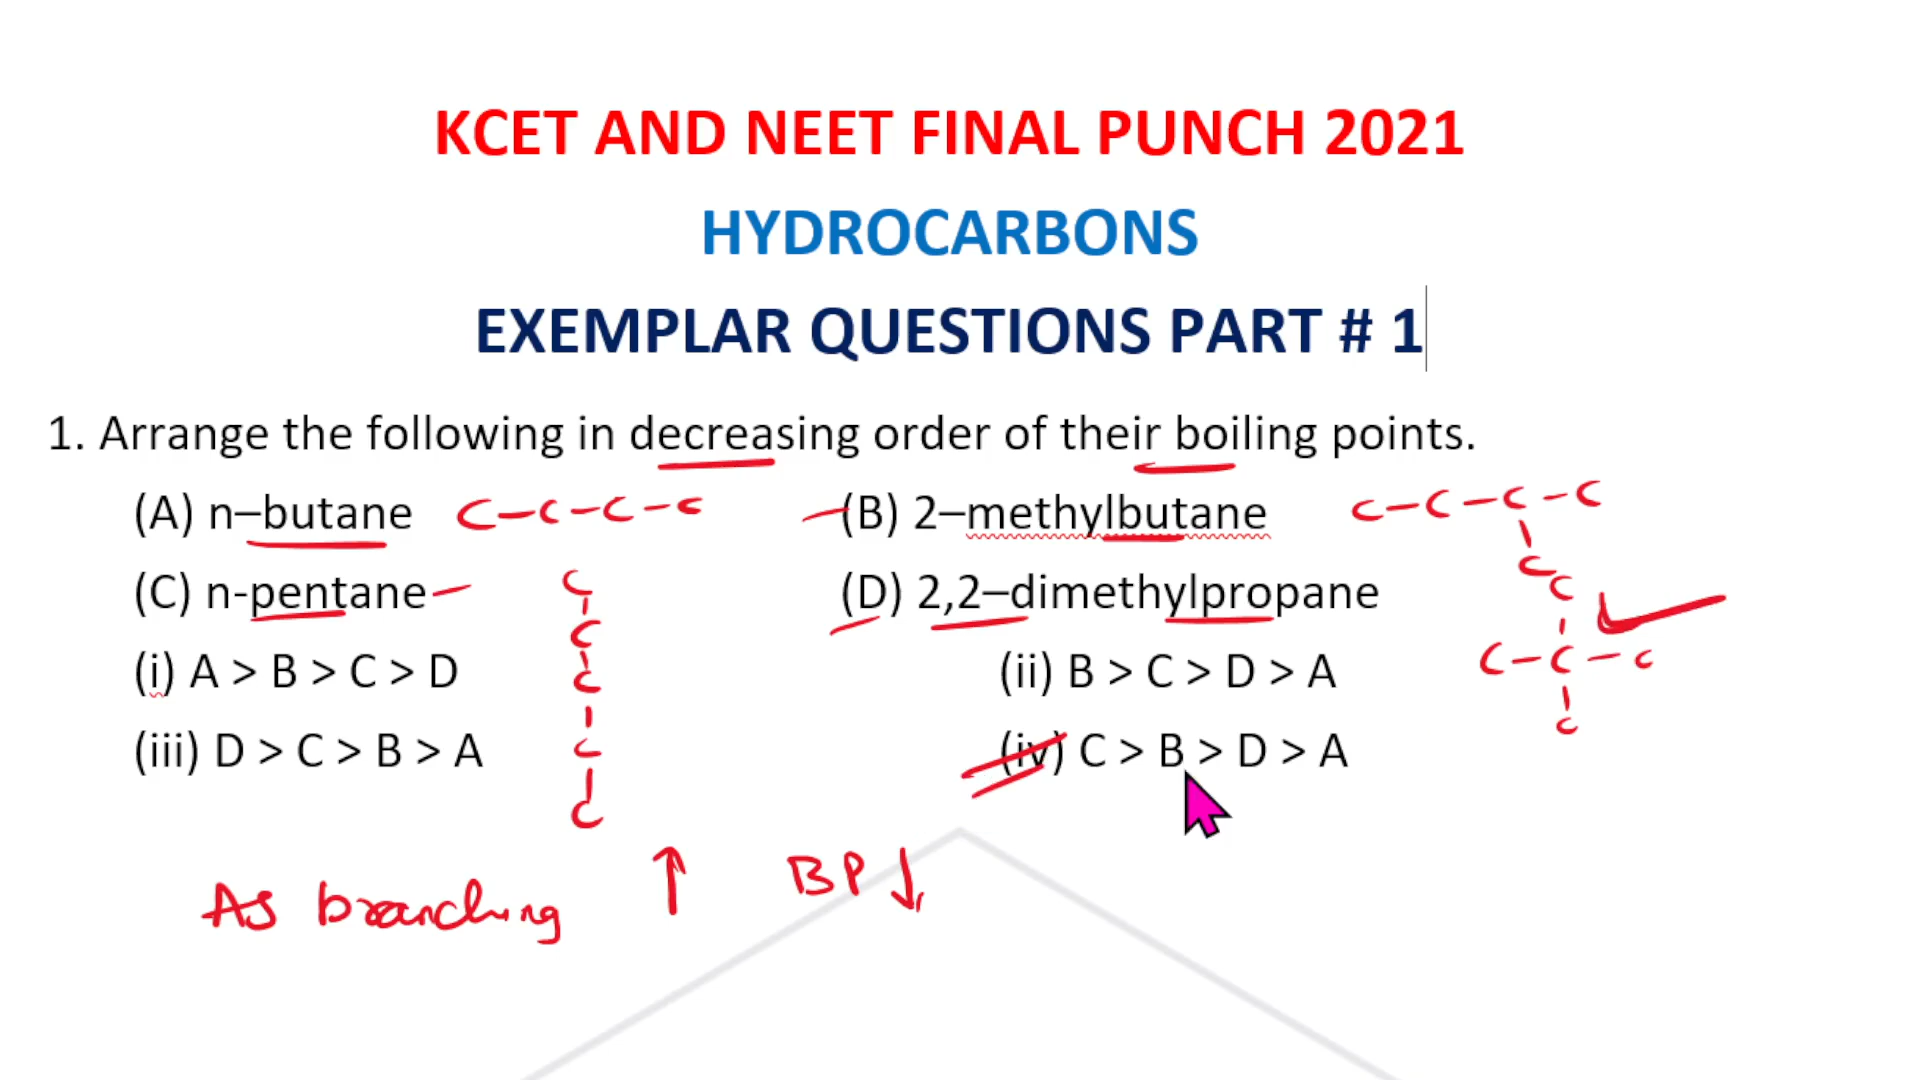 KCET AND NEET FINAL PUNCH 2021
HYDROCARBONS
EXEMPLAR QUESTIONS PART # 1
1. Arrange the following in decreasing order of their boiling points.
(A) n–butane C–C–C–C (B) 2–methylbutane C–C–C–C
C
(C) n-pentane (D) 2,2–dimethylpropane
C
C
C
C
C
C
C–C–C
C
(i) A > B > C > D (ii) B > C > D > A
(iii) D > C > B > A (iv) C > B > D > A
As branching ↑ BP ↓